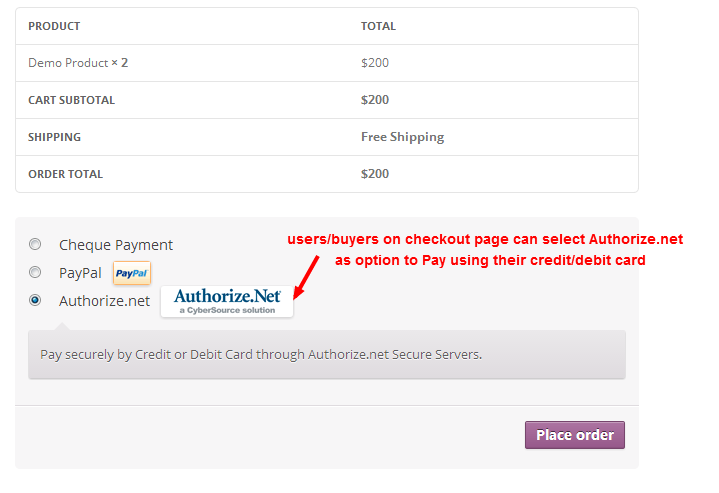 PRODUCT TOTAL
Demo Product × 2 $200
CART SUBTOTAL $200
SHIPPING Free Shipping
ORDER TOTAL $200
Cheque Payment
users/buyers on checkout page can select Authorize.net
as option to Pay using their credit/debit card
PayPal PayPal
Authorize.net Authorize.Net
a CyberSource solution
Pay securely by Credit or Debit Card through Authorize.net Secure Servers.
Place order